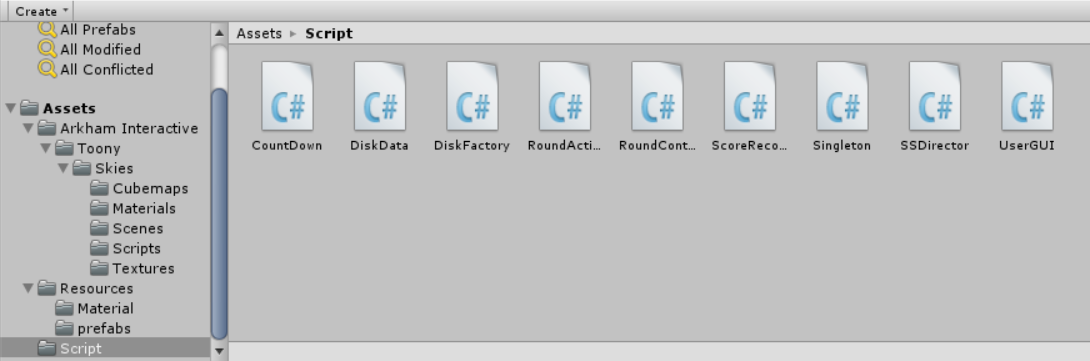 Create
All Prefabs
All Modified
All Conflicted
Assets
Arkham Interactive
Toony
Skies
Cubemaps
Materials
Scenes
Scripts
Textures
Resources
Material
prefabs
Script
Assets Script
C# C# C# C# C# C# C# C# C#
CountDown DiskData DiskFactory RoundActi... RoundCont... ScoreReco... Singleton SSDirector UserGUI